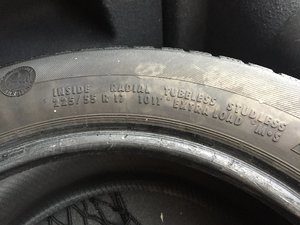 INSIDE RADIAL TUBELESS STUDLESS
225/55 R 17 101T EXTRA LOAD M+S